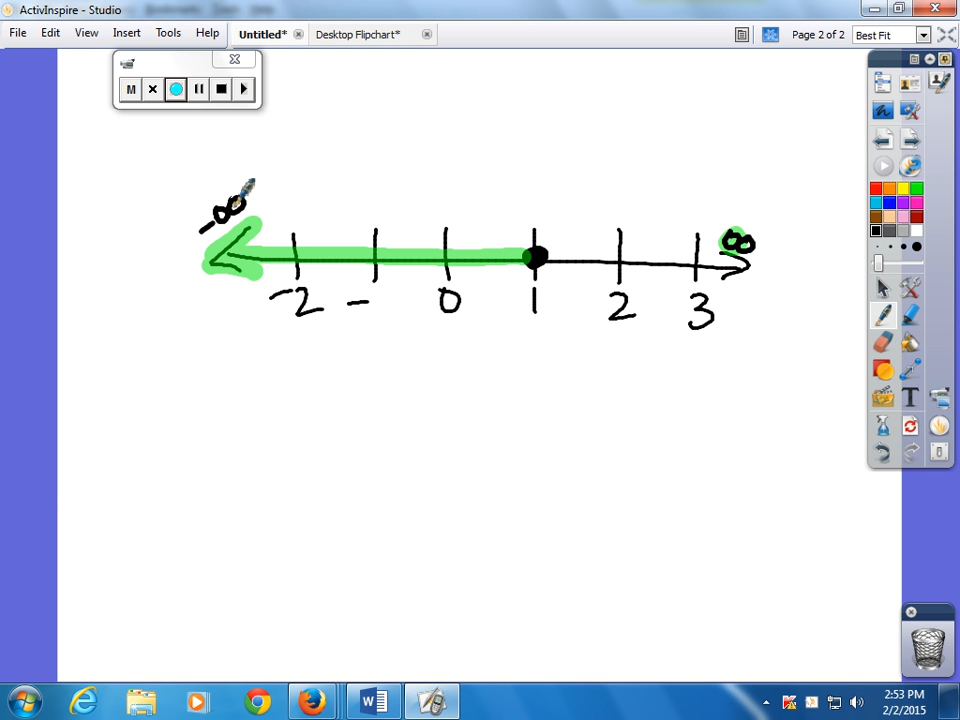 ActivInspire - Studio
File Edit View Insert Tools Help Untitled* Desktop Flipchart* Page 2 of 2 Best Fit
M
-∞ ∞
-2 - 0 1 2 3
T
W
2:53 PM
2/2/2015